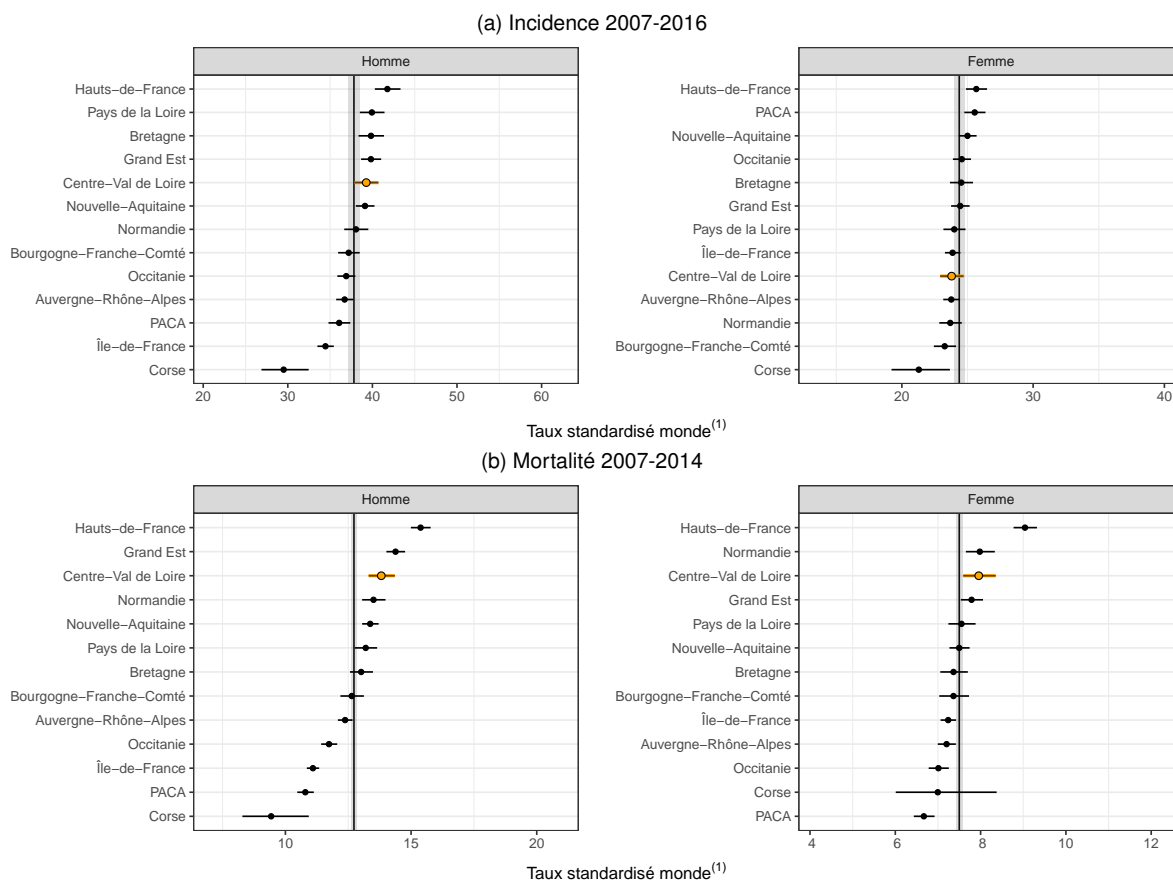 (a) Incidence 2007-2016
Homme
Hauts−de−France
Pays de la Loire
Bretagne
Grand Est
Centre−Val de Loire
Nouvelle−Aquitaine
Normandie
Bourgogne−Franche−Comté
Occitanie
Auvergne−Rhône−Alpes
PACA
Île−de−France
Corse
20 30 40 50 60
Femme
Hauts−de−France
PACA
Nouvelle−Aquitaine
Occitanie
Bretagne
Grand Est
Pays de la Loire
Île−de−France
Centre−Val de Loire
Auvergne−Rhône−Alpes
Normandie
Bourgogne−Franche−Comté
Corse
20 30 40
Taux standardisé monde(1)
(b) Mortalité 2007-2014
Homme
Hauts−de−France
Grand Est
Centre−Val de Loire
Normandie
Nouvelle−Aquitaine
Pays de la Loire
Bretagne
Bourgogne−Franche−Comté
Auvergne−Rhône−Alpes
Occitanie
Île−de−France
PACA
Corse
10 15 20
Femme
Hauts−de−France
Normandie
Centre−Val de Loire
Grand Est
Pays de la Loire
Nouvelle−Aquitaine
Bretagne
Bourgogne−Franche−Comté
Île−de−France
Auvergne−Rhône−Alpes
Occitanie
Corse
PACA
4 6 8 10 12
Taux standardisé monde(1)